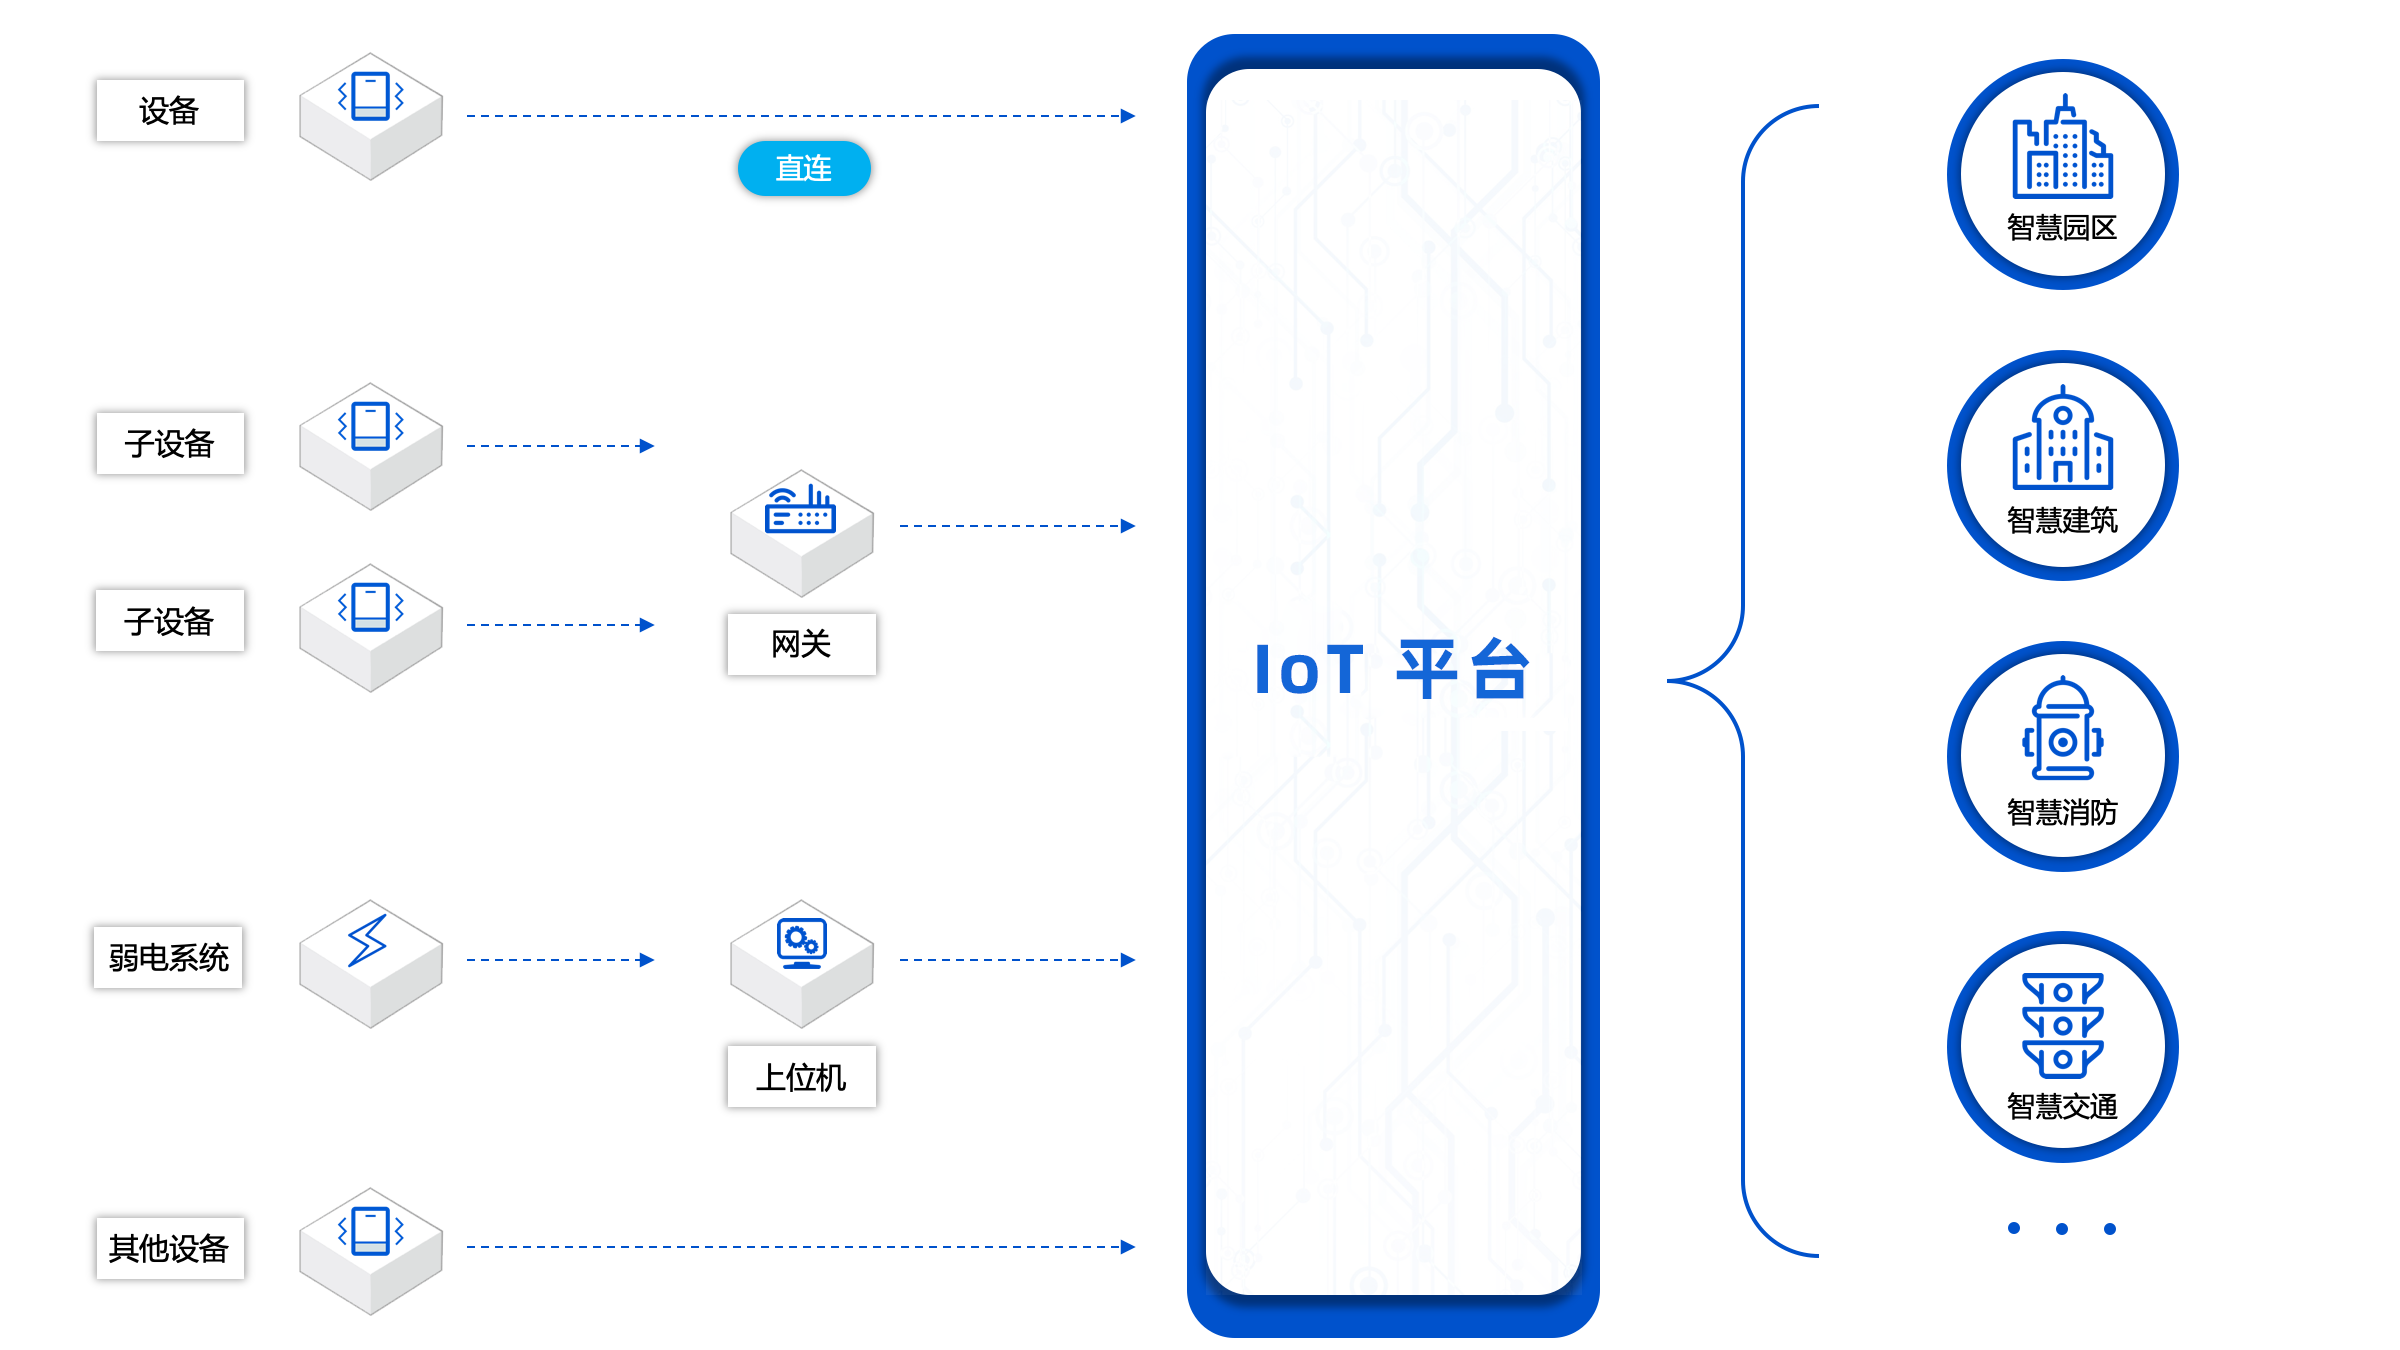 设备
直连
子设备
子设备
网关
弱电系统
上位机
其他设备
IoT 平台
智慧园区
智慧建筑
智慧消防
智慧交通